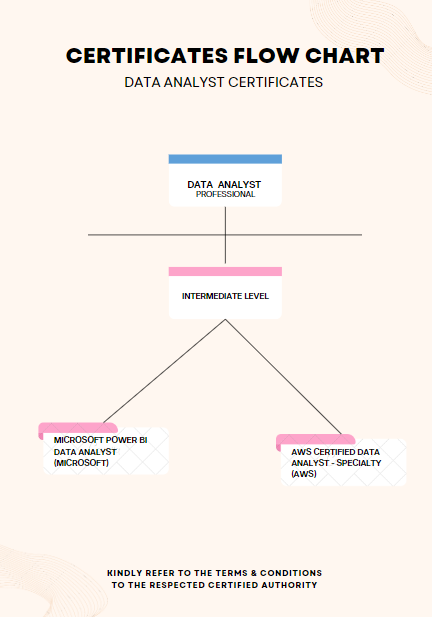 CERTIFICATES FLOW CHART
DATA ANALYST CERTIFICATES
DATA ANALYST
PROFESSIONAL
INTERMEDIATE LEVEL
MICROSOFT POWER BI
DATA ANALYST
(MICROSOFT)
AWS CERTIFIED DATA
ANALYST - SPECIALTY
(AWS)
KINDLY REFER TO THE TERMS & CONDITIONS
TO THE RESPECTED CERTIFIED AUTHORITY